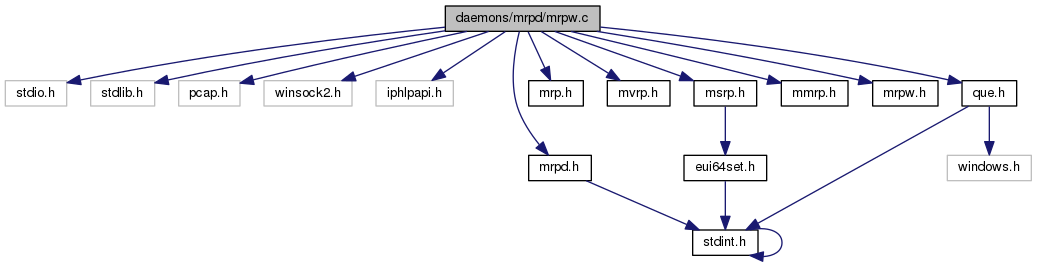 daemons/mrpd/mrpw.c
stdio.h
stdlib.h
pcap.h
winsock2.h
iphlpapi.h
mrp.h
mvrp.h
msrp.h
mmrp.h
mrpw.h
que.h
mrpd.h
eui64set.h
windows.h
stdint.h